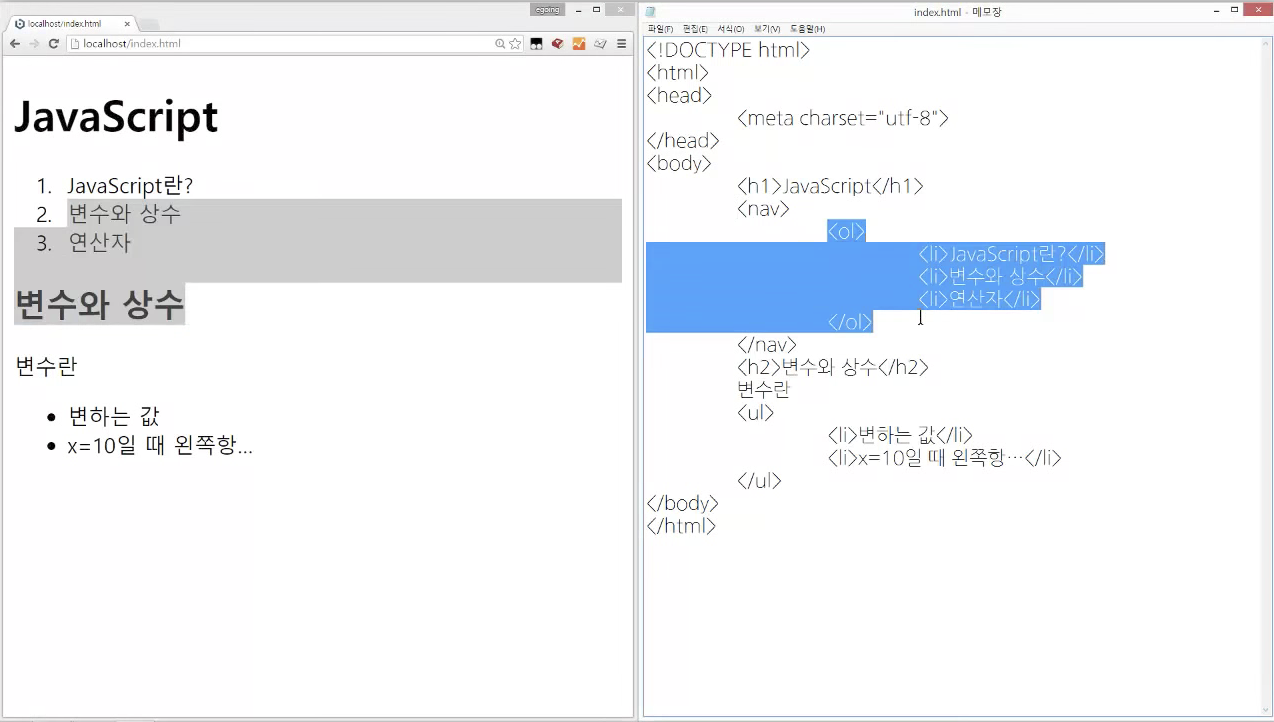 egoing
localhost/index.html
localhost/index.html
JavaScript
1. JavaScript란?
2. 변수와 상수
3. 연산자
변수와 상수
변수란
• 변하는 값
• x=10일 때 왼쪽항...
index.html - 메모장
파일(F) 편집(E) 서식(O) 보기(V) 도움말(H)
<!DOCTYPE html>
<html>
<head>
<meta charset="utf-8">
</head>
<body>
<h1>JavaScript</h1>
<nav>
<ol>
<li>JavaScript란?</li>
<li>변수와 상수</li>
<li>연산자</li>
</ol>
</nav>
<h2>변수와 상수</h2>
변수란
<ul>
<li>변하는 값</li>
<li>x=10일 때 왼쪽항…</li>
</ul>
</body>
</html>